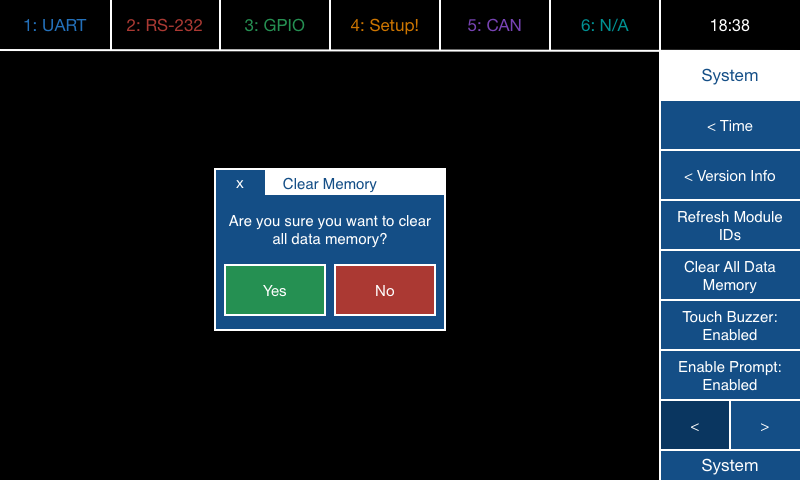 1: UART 2: RS-232 3: GPIO 4: Setup! 5: CAN 6: N/A 18:38
System
< Time
< Version Info
Refresh Module
IDs
Clear All Data
Memory
Touch Buzzer:
Enabled
Enable Prompt:
Enabled
< >
System
x Clear Memory
Are you sure you want to clear
all data memory?
Yes No